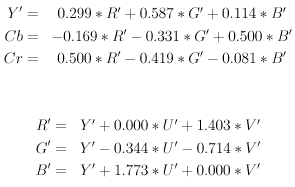 Y' = 0.299 * R' + 0.587 * G' + 0.114 * B'
Cb = −0.169 * R' − 0.331 * G' + 0.500 * B'
Cr = 0.500 * R' − 0.419 * G' − 0.081 * B'
R' = Y' + 0.000 * U' + 1.403 * V'
G' = Y' − 0.344 * U' − 0.714 * V'
B' = Y' + 1.773 * U' + 0.000 * V'